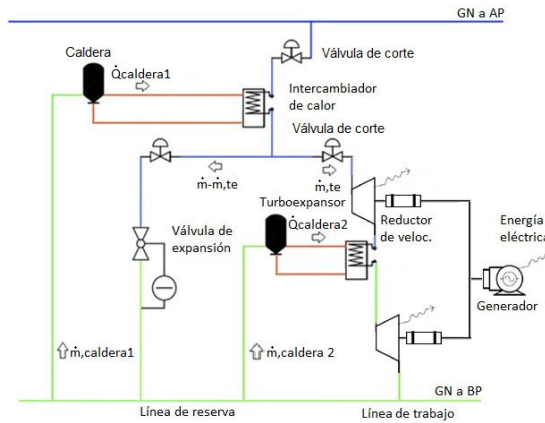 GN a AP
Caldera
Q̇caldera1
Válvula de corte
Intercambiador
de calor
Válvula de corte
ṁ-ṁ,te
ṁ,te
Turboexpansor
Q̇caldera2
Reductor
de veloc.
Válvula de
expansión
Energía
eléctrica
Generador
ṁ,caldera1
ṁ,caldera 2
GN a BP
Línea de reserva
Línea de trabajo